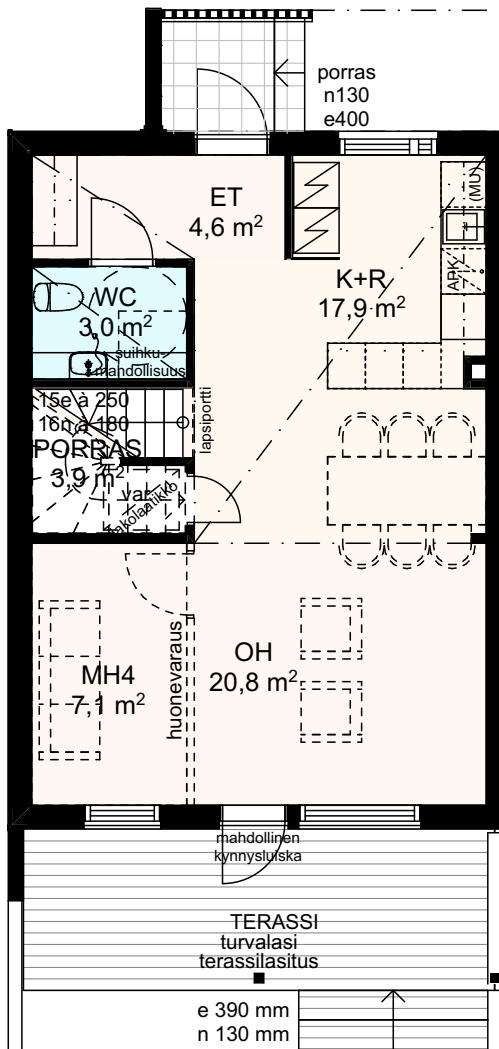 porras
n130
e400
ET
4,6 m²
(MU)
K+R
17,9 m²
APK
WC
3,0 m²
suihku-
mahdollisuus
15e à 250
16n à 180
PORRAS
3,9 m²
lapsiportti
var.
jakolaatikko
MH4
7,1 m²
huonevaraus
OH
20,8 m²
mahdollinen
kynnysluiska
TERASSI
turvalasi
terassilasitus
e 390 mm
n 130 mm